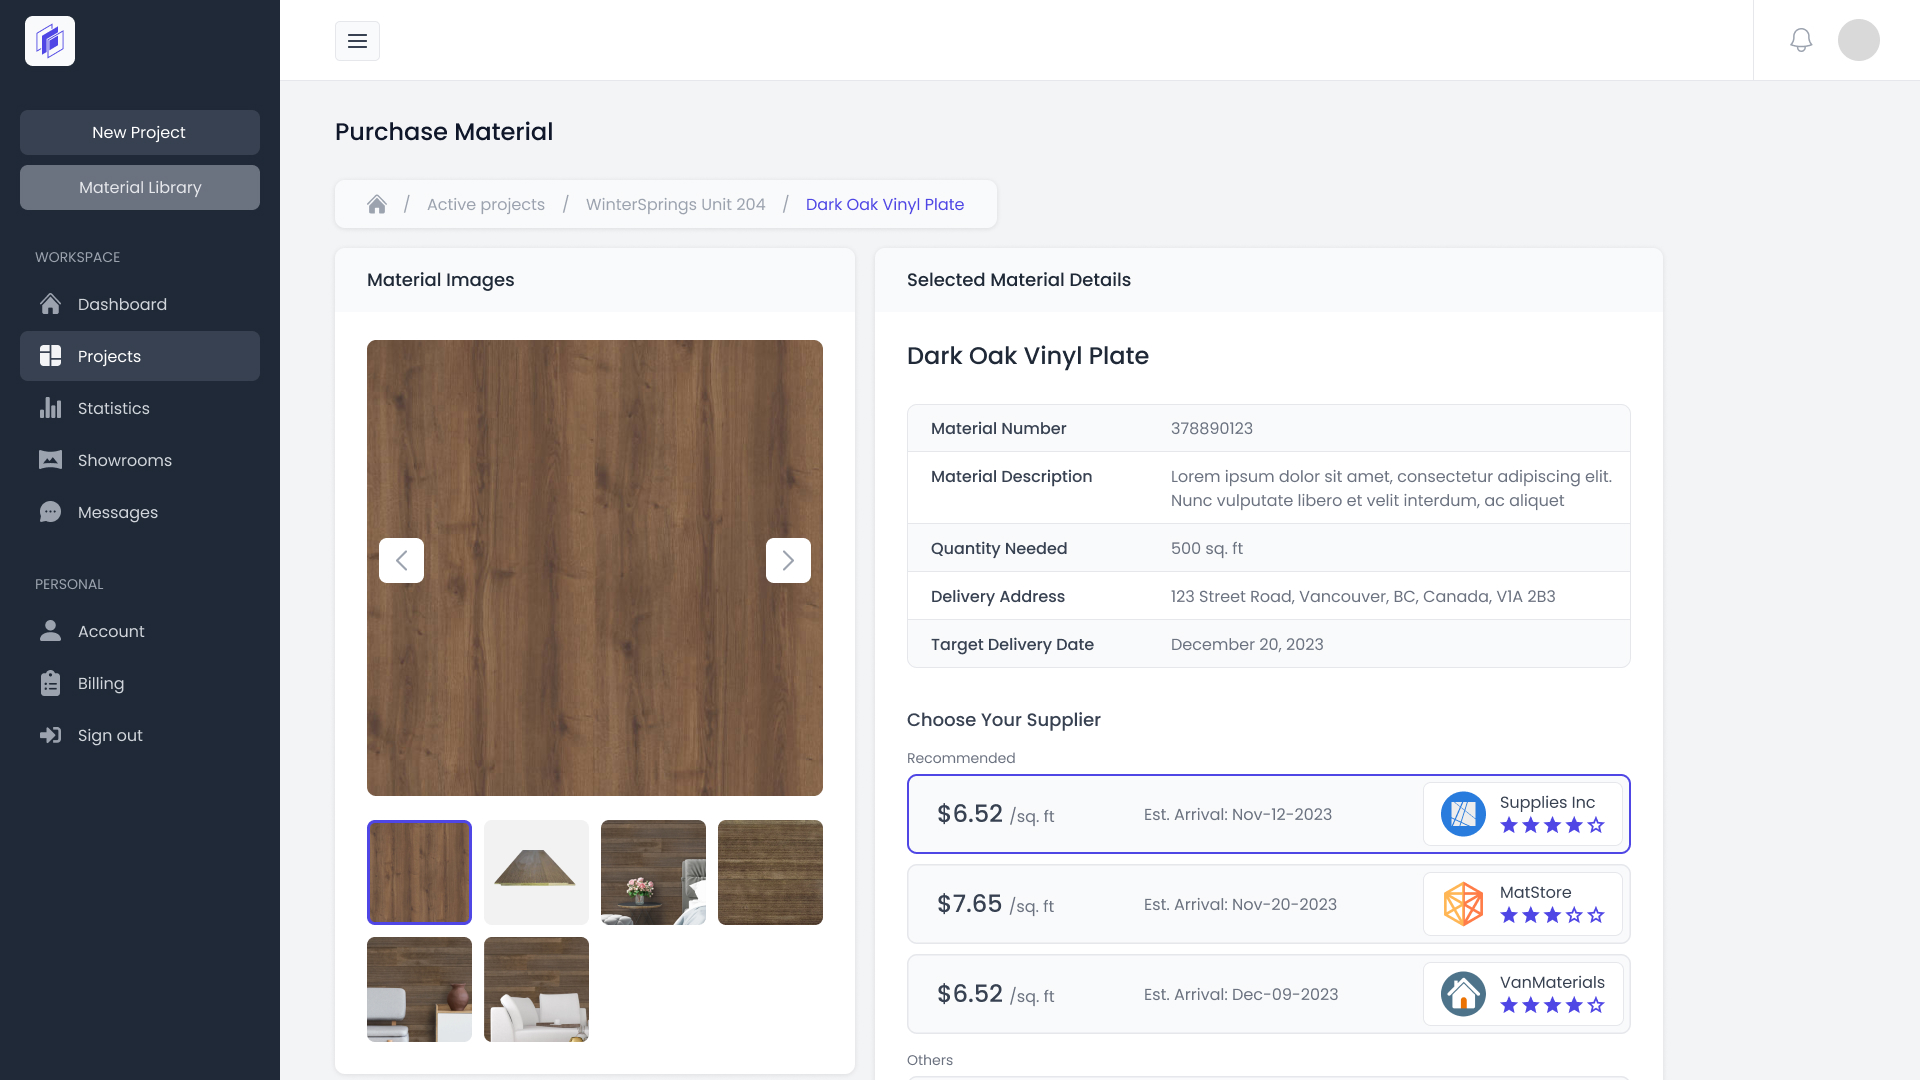 New Project
Material Library
WORKSPACE
Dashboard
Projects
Statistics
Showrooms
Messages
PERSONAL
Account
Billing
Sign out
Purchase Material
/ Active projects / WinterSprings Unit 204 / Dark Oak Vinyl Plate
Material Images
Selected Material Details
Dark Oak Vinyl Plate
Material Number 378890123
Material Description Lorem ipsum dolor sit amet, consectetur adipiscing elit.
Nunc vulputate libero et velit interdum, ac aliquet
Quantity Needed 500 sq. ft
Delivery Address 123 Street Road, Vancouver, BC, Canada, V1A 2B3
Target Delivery Date December 20, 2023
Choose Your Supplier
Recommended
$6.52 /sq. ft Est. Arrival: Nov-12-2023 Supplies Inc
$7.65 /sq. ft Est. Arrival: Nov-20-2023 MatStore
$6.52 /sq. ft Est. Arrival: Dec-09-2023 VanMaterials
Others